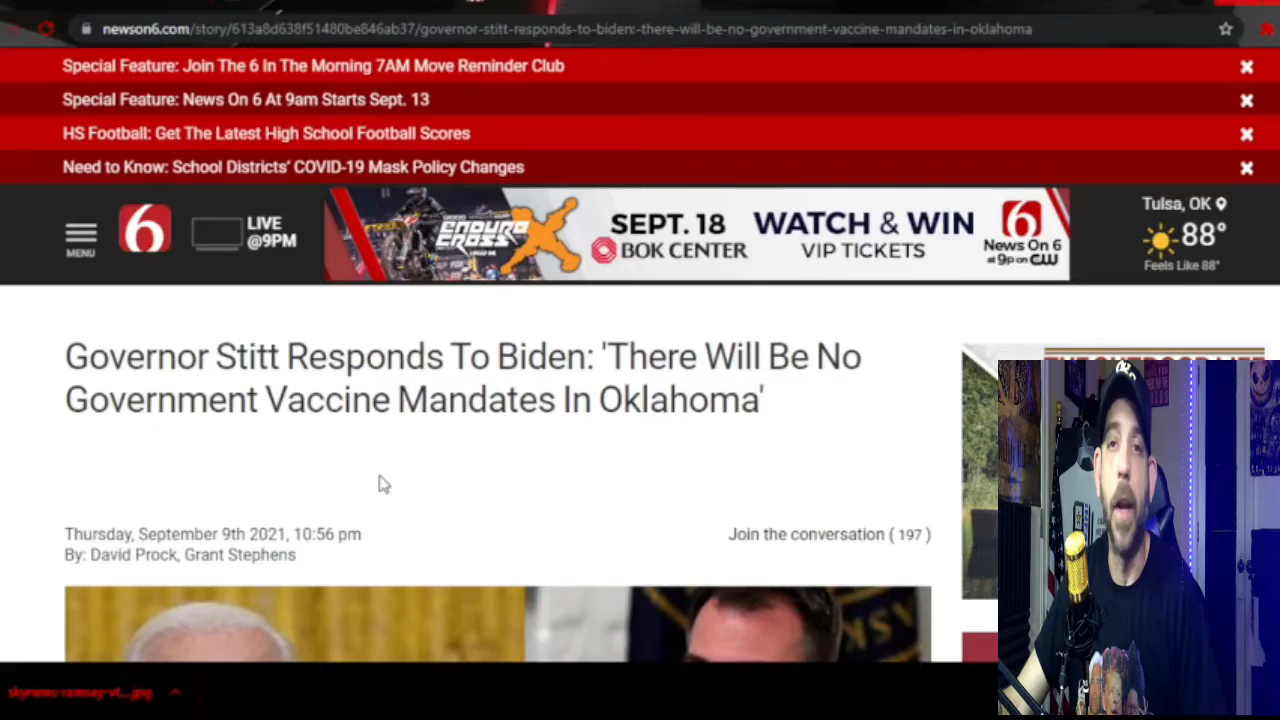 newson6.com/story/613a8d638f51480be846ab37/governor-stitt-responds-to-biden:-there-will-be-no-government-vaccine-mandates-in-oklahoma
Special Feature: Join The 6 In The Morning 7AM Move Reminder Club
Special Feature: News On 6 At 9am Starts Sept. 13
HS Football: Get The Latest High School Football Scores
Need to Know: School Districts' COVID-19 Mask Policy Changes
MENU
6
LIVE
@9PM
ENDURO
CROSS
SEPT. 18
BOK CENTER
WATCH & WIN
VIP TICKETS
6
News On 6
at 9p on CW
Tulsa, OK
88°
Feels Like 88°
Governor Stitt Responds To Biden: 'There Will Be No
Government Vaccine Mandates In Oklahoma'
Thursday, September 9th 2021, 10:56 pm
Join the conversation ( 197 )
By: David Prock, Grant Stephens
skynews-ramsay-vt...jpg